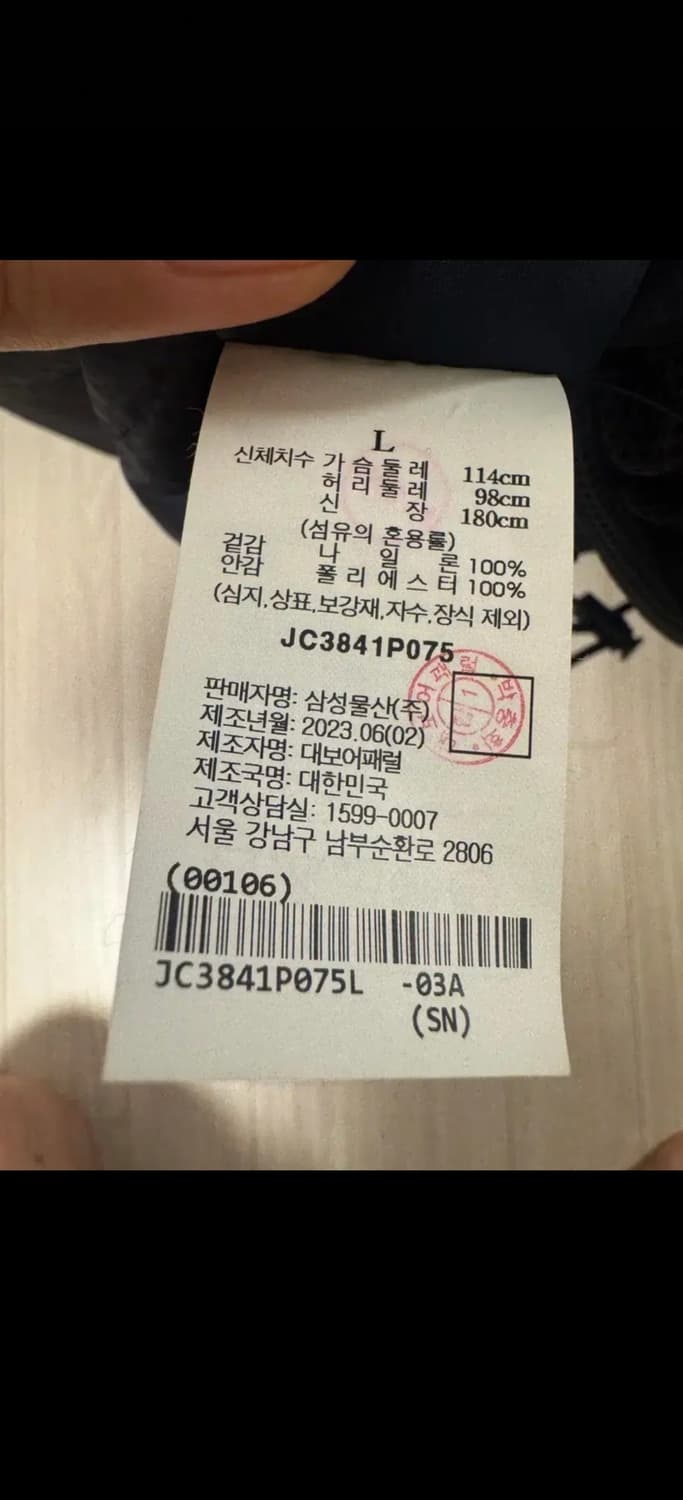 L
신체치수 가슴둘레 114cm
허리둘레 98cm
신 장 180cm
(섬유의 혼용률)
겉감 나 일 론 100%
안감 폴리에스터 100%
(심지,상표,보강재,자수,장식 제외)
JC3841P075
판매자명: 삼성물산(주)
제조년월: 2023.06(02)
제조자명: 대보어패럴
제조국명: 대한민국
고객상담실: 1599-0007
서울 강남구 남부순환로 2806
(00106)
JC3841P075L -03A
(SN)